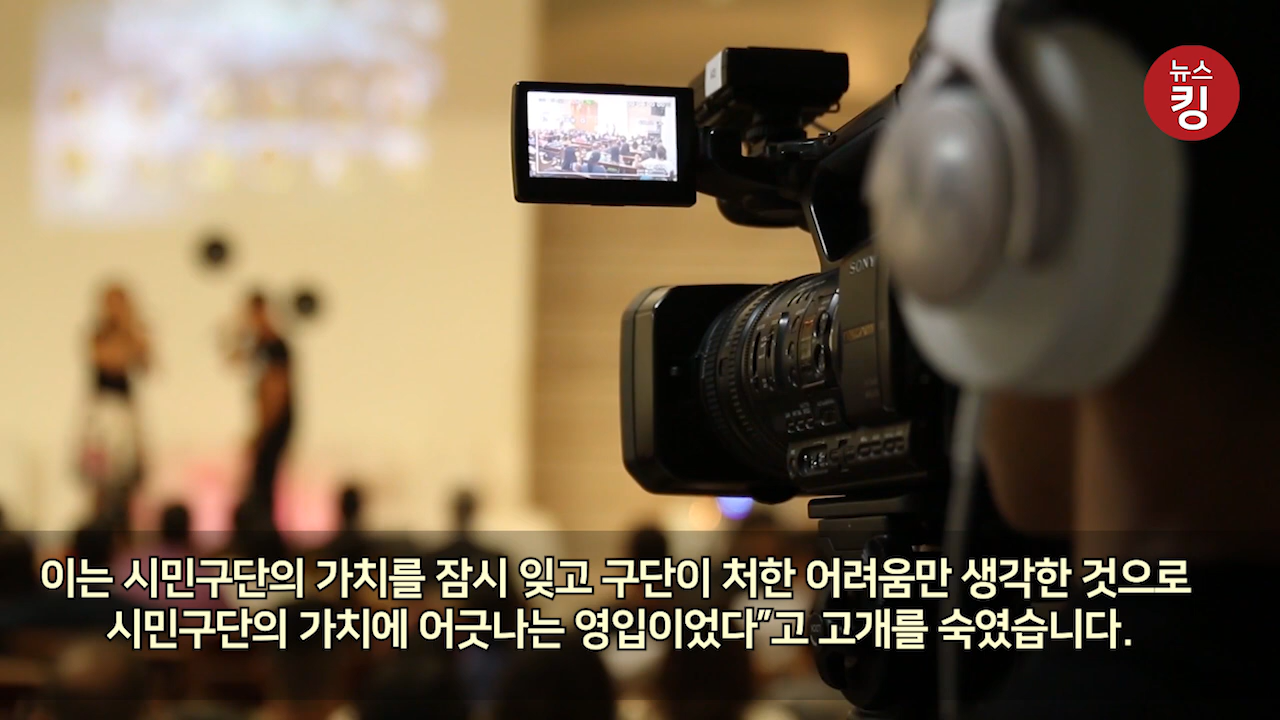 뉴스
킹
SONY
이는 시민구단의 가치를 잠시 잊고 구단이 처한 어려움만 생각한 것으로
시민구단의 가치에 어긋나는 영입이었다”고 고개를 숙였습니다.